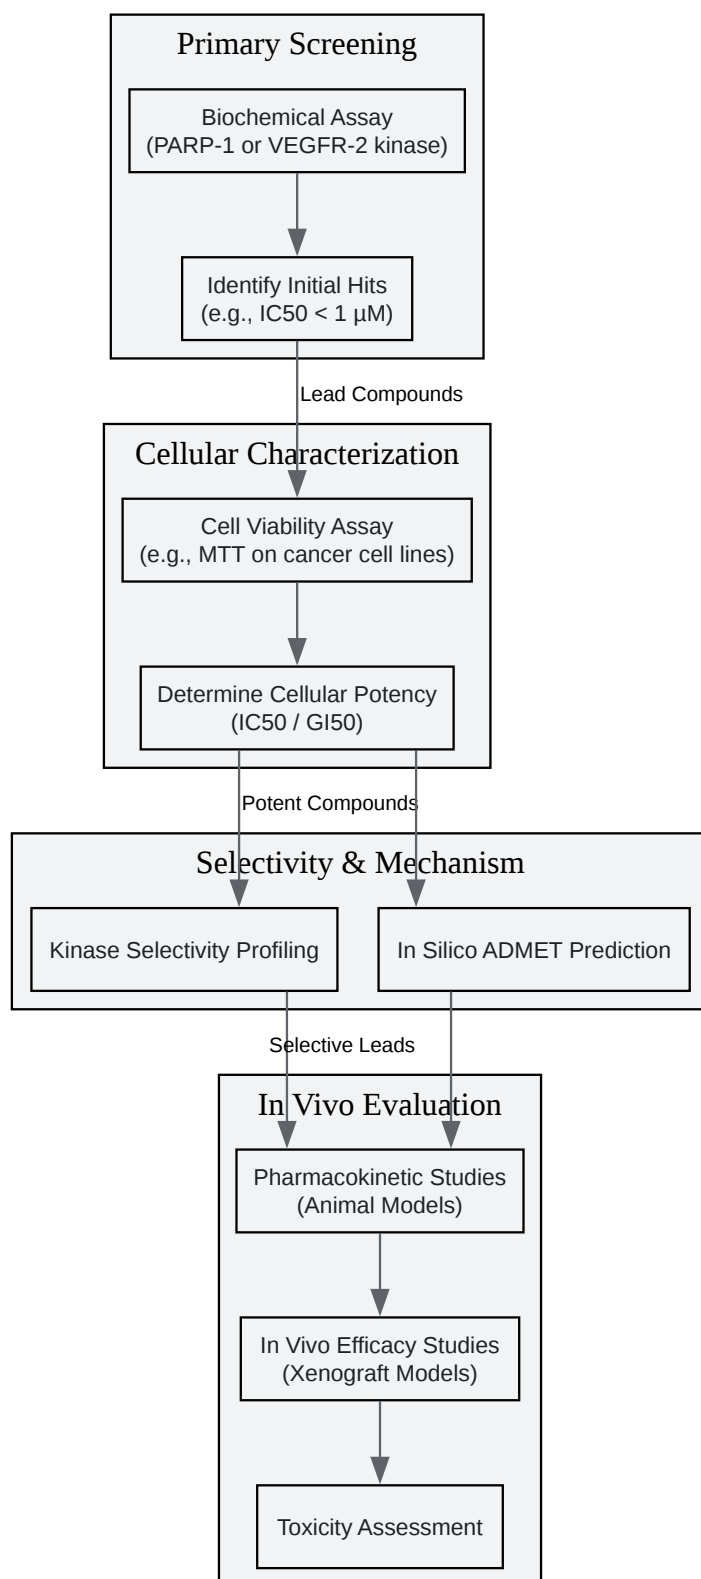 Primary Screening
Biochemical Assay
(PARP-1 or VEGFR-2 kinase)
Identify Initial Hits
(e.g., IC50 < 1 µM)
Lead Compounds
Cellular Characterization
Cell Viability Assay
(e.g., MTT on cancer cell lines)
Determine Cellular Potency
(IC50 / GI50)
Potent Compounds
Selectivity & Mechanism
Kinase Selectivity Profiling
In Silico ADMET Prediction
Selective Leads
In Vivo Evaluation
Pharmacokinetic Studies
(Animal Models)
In Vivo Efficacy Studies
(Xenograft Models)
Toxicity Assessment